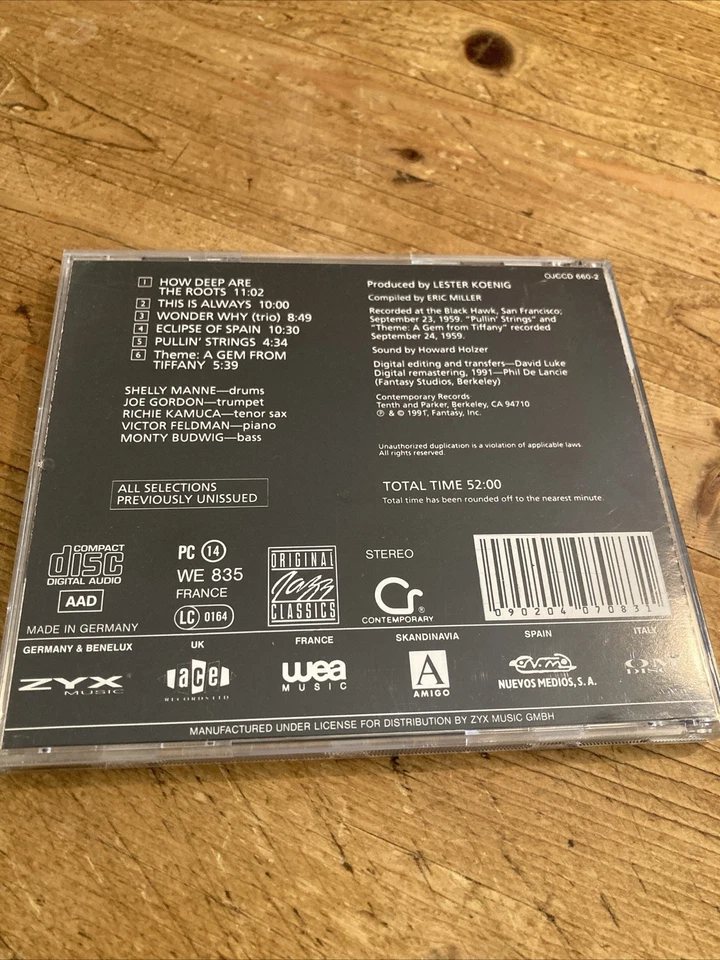 1 HOW DEEP ARE
THE ROOTS 11:02
2 THIS IS ALWAYS 10:00
3 WONDER WHY (trio) 8:49
4 ECLIPSE OF SPAIN 10:30
5 PULLIN' STRINGS 4:34
6 Theme: A GEM FROM
TIFFANY 5:39
SHELLY MANNE—drums
JOE GORDON—trumpet
RICHIE KAMUCA—tenor sax
VICTOR FELDMAN—piano
MONTY BUDWIG—bass
ALL SELECTIONS
PREVIOUSLY UNISSUED
OJCCD 660-2
Produced by LESTER KOENIG
Compiled by ERIC MILLER
Recorded at the Black Hawk, San Francisco;
September 23, 1959. "Pullin' Strings" and
"Theme: A Gem from Tiffany" recorded
September 24, 1959.
Sound by Howard Holzer
Digital editing and transfers—David Luke
Digital remastering, 1991—Phil De Lancie
(Fantasy Studios, Berkeley)
Contemporary Records
Tenth and Parker, Berkeley, CA 94710
℗ & © 1991, Fantasy, Inc.
Unauthorized duplication is a violation of applicable laws.
All rights reserved.
TOTAL TIME 52:00
Total time has been rounded off to the nearest minute.
COMPACT
disc
DIGITAL AUDIO
AAD
MADE IN GERMANY
PC 14
WE 835
FRANCE
LC 0164
ORIGINAL
Jazz
CLASSICS
STEREO
Cr®
CONTEMPORARY
090204 070831
GERMANY & BENELUX
ZYX
MUSIC
UK
ace
RECORDS LTD
FRANCE
wea
MUSIC
SKANDINAVIA
A
AMIGO
SPAIN
NUEVOS MEDIOS, S.A.
ITALY
DISC
MANUFACTURED UNDER LICENSE FOR DISTRIBUTION BY ZYX MUSIC GMBH